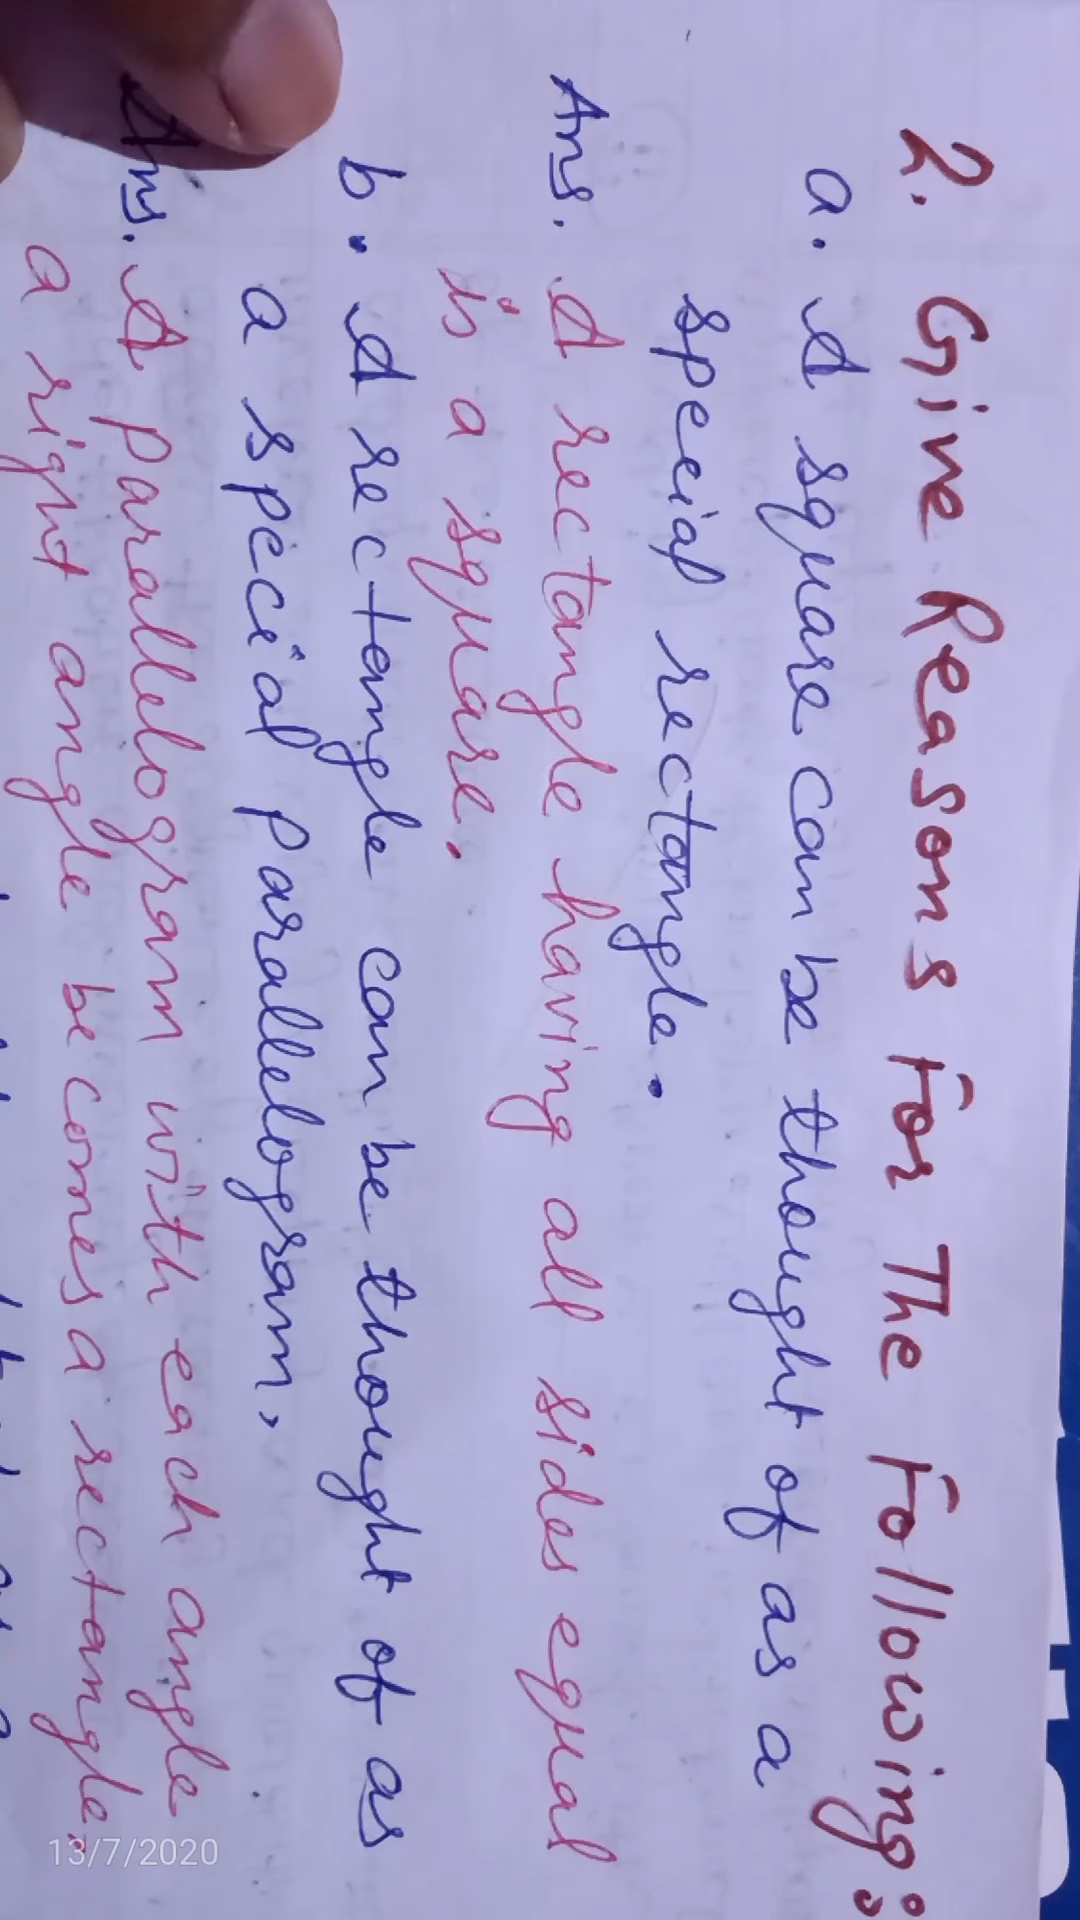 2. Give Reasons For The Following:
a. A square can be thought of as a
special rectangle.
Ans. A rectangle having all sides equal
is a square.
b. A rectangle can be thought of as
a special parallelogram.
Ans. A parallelogram with each angle
a right angle becomes a rectangle.
13/7/2020